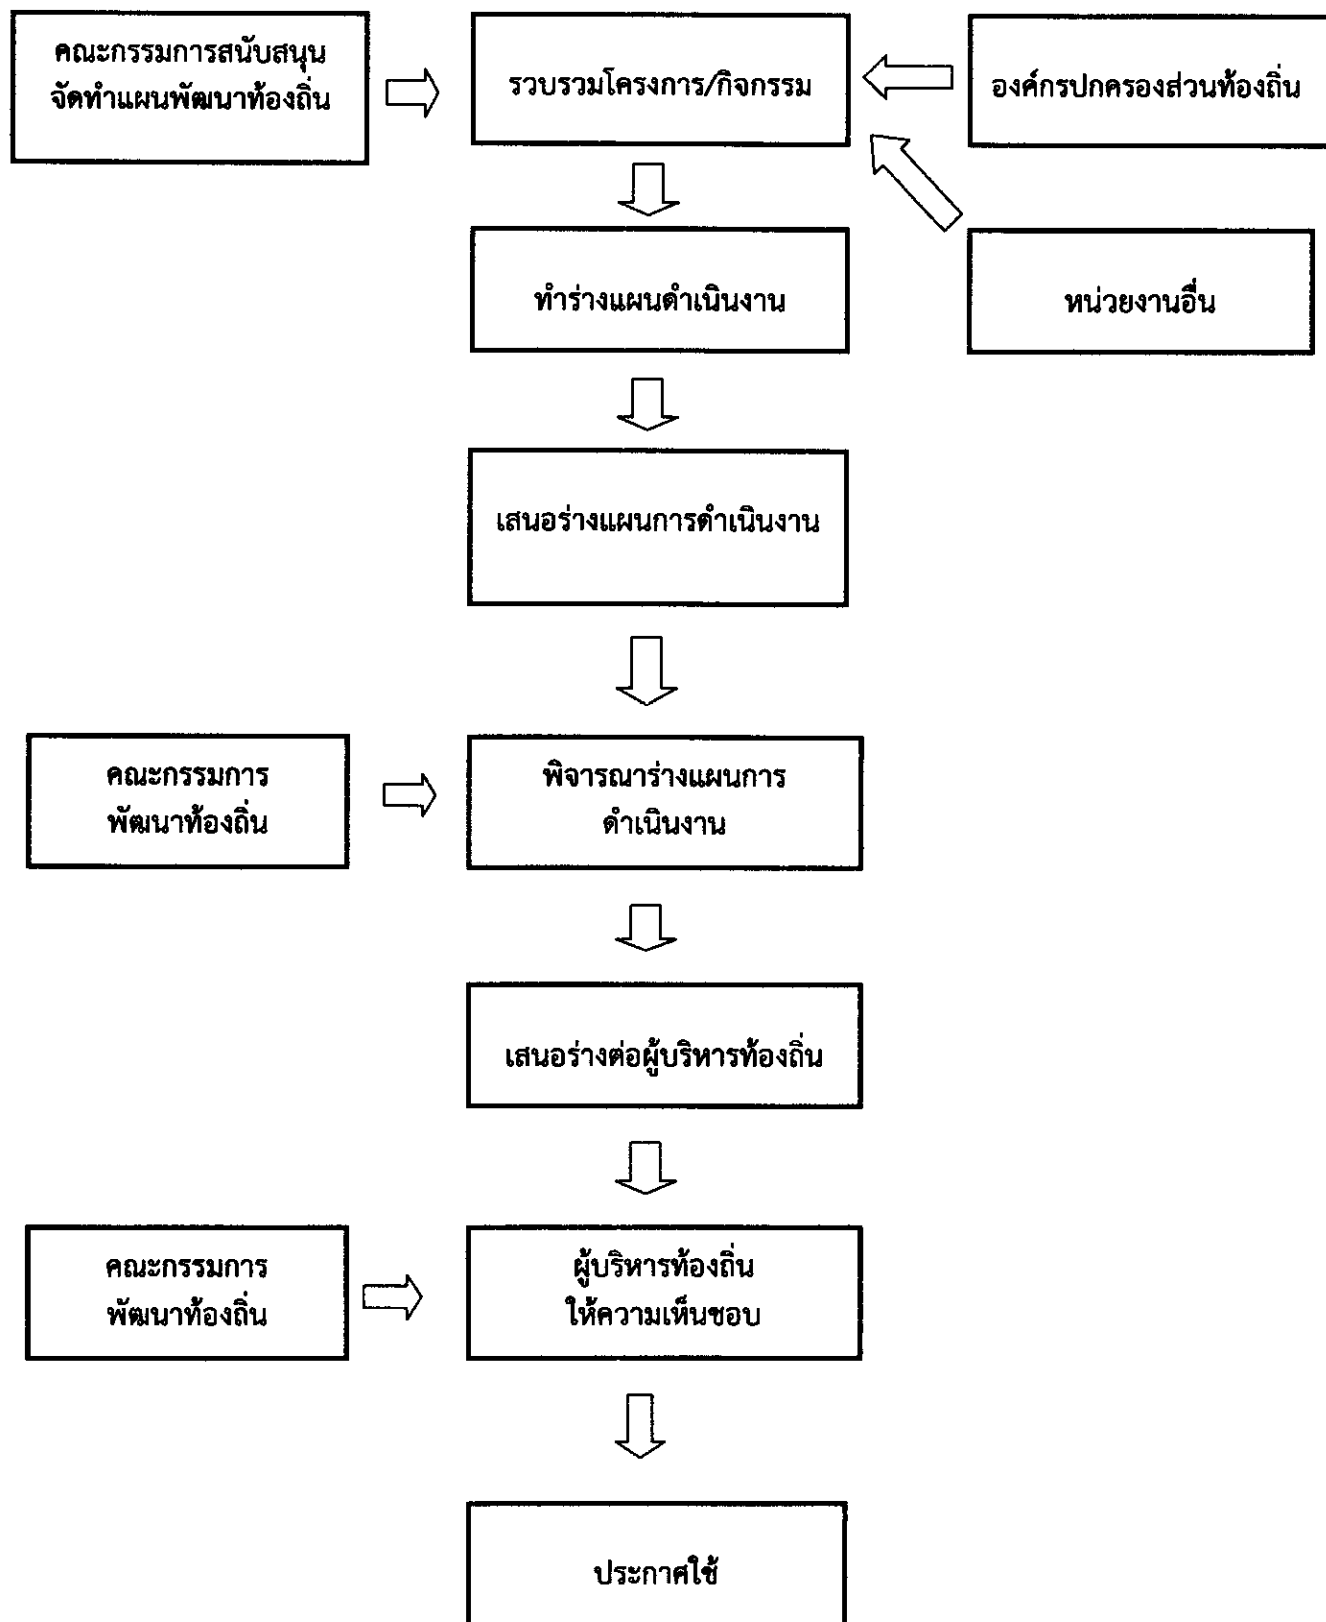 คณะกรรมการสนับสนุน
จัดทำแผนพัฒนาท้องถิ่น
รวบรวมโครงการ/กิจกรรม
องค์กรปกครองส่วนท้องถิ่น
ทำร่างแผนดำเนินงาน
หน่วยงานอื่น
เสนอร่างแผนการดำเนินงาน
คณะกรรมการ
พัฒนาท้องถิ่น
พิจารณาร่างแผนการ
ดำเนินงาน
เสนอร่างต่อผู้บริหารท้องถิ่น
คณะกรรมการ
พัฒนาท้องถิ่น
ผู้บริหารท้องถิ่น
ให้ความเห็นชอบ
ประกาศใช้